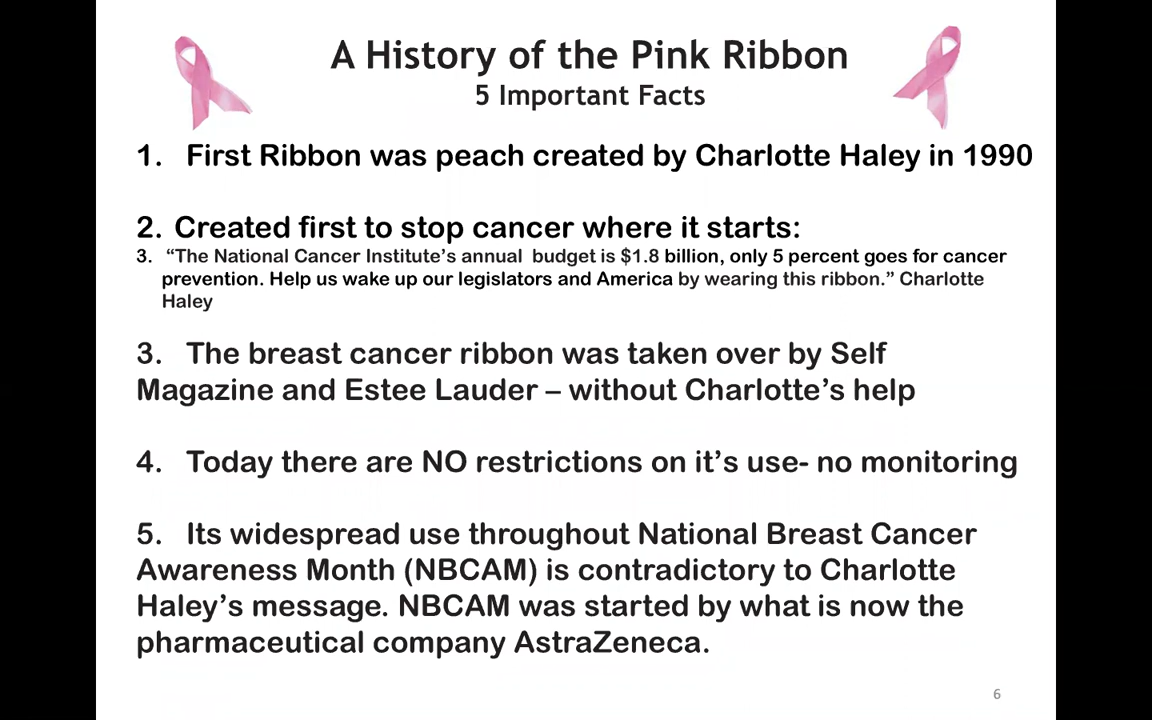 A History of the Pink Ribbon
5 Important Facts
1. First Ribbon was peach created by Charlotte Haley in 1990
2. Created first to stop cancer where it starts:
3. “The National Cancer Institute’s annual budget is $1.8 billion, only 5 percent goes for cancer
prevention. Help us wake up our legislators and America by wearing this ribbon.” Charlotte
Haley
3. The breast cancer ribbon was taken over by Self
Magazine and Estee Lauder – without Charlotte’s help
4. Today there are NO restrictions on it’s use- no monitoring
5. Its widespread use throughout National Breast Cancer
Awareness Month (NBCAM) is contradictory to Charlotte
Haley’s message. NBCAM was started by what is now the
pharmaceutical company AstraZeneca.
6